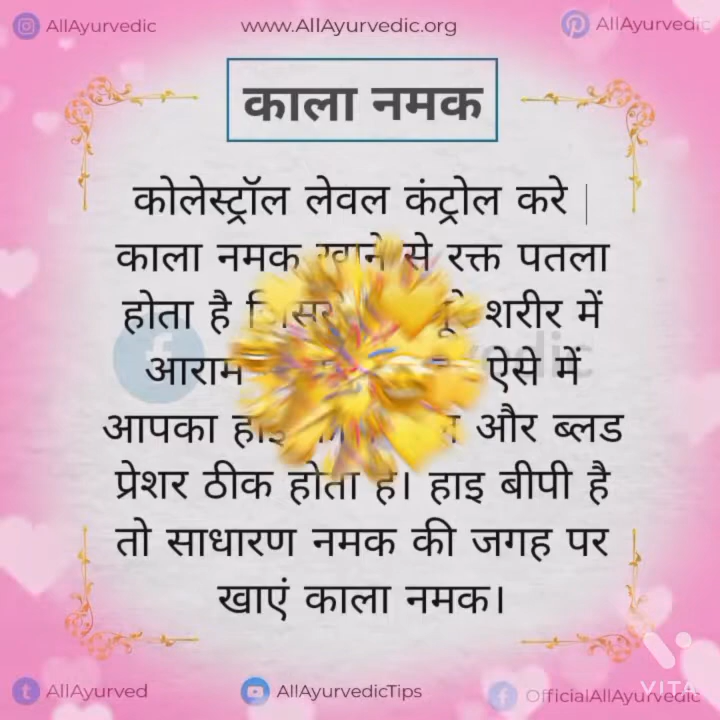 AllAyurvedic www.AllAyurvedic.org AllAyurvedic
काला नमक
कोलेस्ट्रॉल लेवल कंट्रोल करे |
काला नमक खाने से रक्त पतला
होता है शरीर में
आराम ऐसे में
आपका और ब्लड
प्रेशर ठीक होता है। हाइ बीपी है
तो साधारण नमक की जगह पर
खाएं काला नमक।
VITA
AllAyurved AllAyurvedicTips OfficialAllAyurvedic